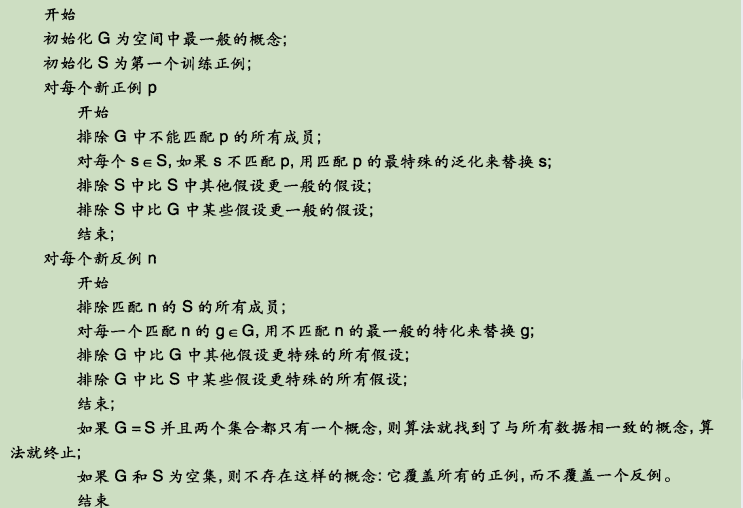 开始
初始化 G 为空间中最一般的概念;
初始化 S 为第一个训练正例;
对每个新正例 p
开始
排除 G 中不能匹配 p 的所有成员;
对每个 s∈S, 如果 s 不匹配 p, 用匹配 p 的最特殊的泛化来替换 s;
排除 S 中比 S 中其他假设更一般的假设;
排除 S 中比 G 中某些假设更一般的假设;
结束;
对每个新反例 n
开始
排除匹配 n 的 S 的所有成员;
对每一个匹配 n 的 g∈G, 用不匹配 n 的最一般的特化来替换 g;
排除 G 中比 G 中其他假设更特殊的所有假设;
排除 G 中比 S 中某些假设更特殊的所有假设;
结束;
如果 G=S 并且两个集合都只有一个概念, 则算法就找到了与所有数据相一致的概念, 算
法就终止;
如果 G 和 S 为空集, 则不存在这样的概念: 它覆盖所有的正例, 而不覆盖一个反例。
结束